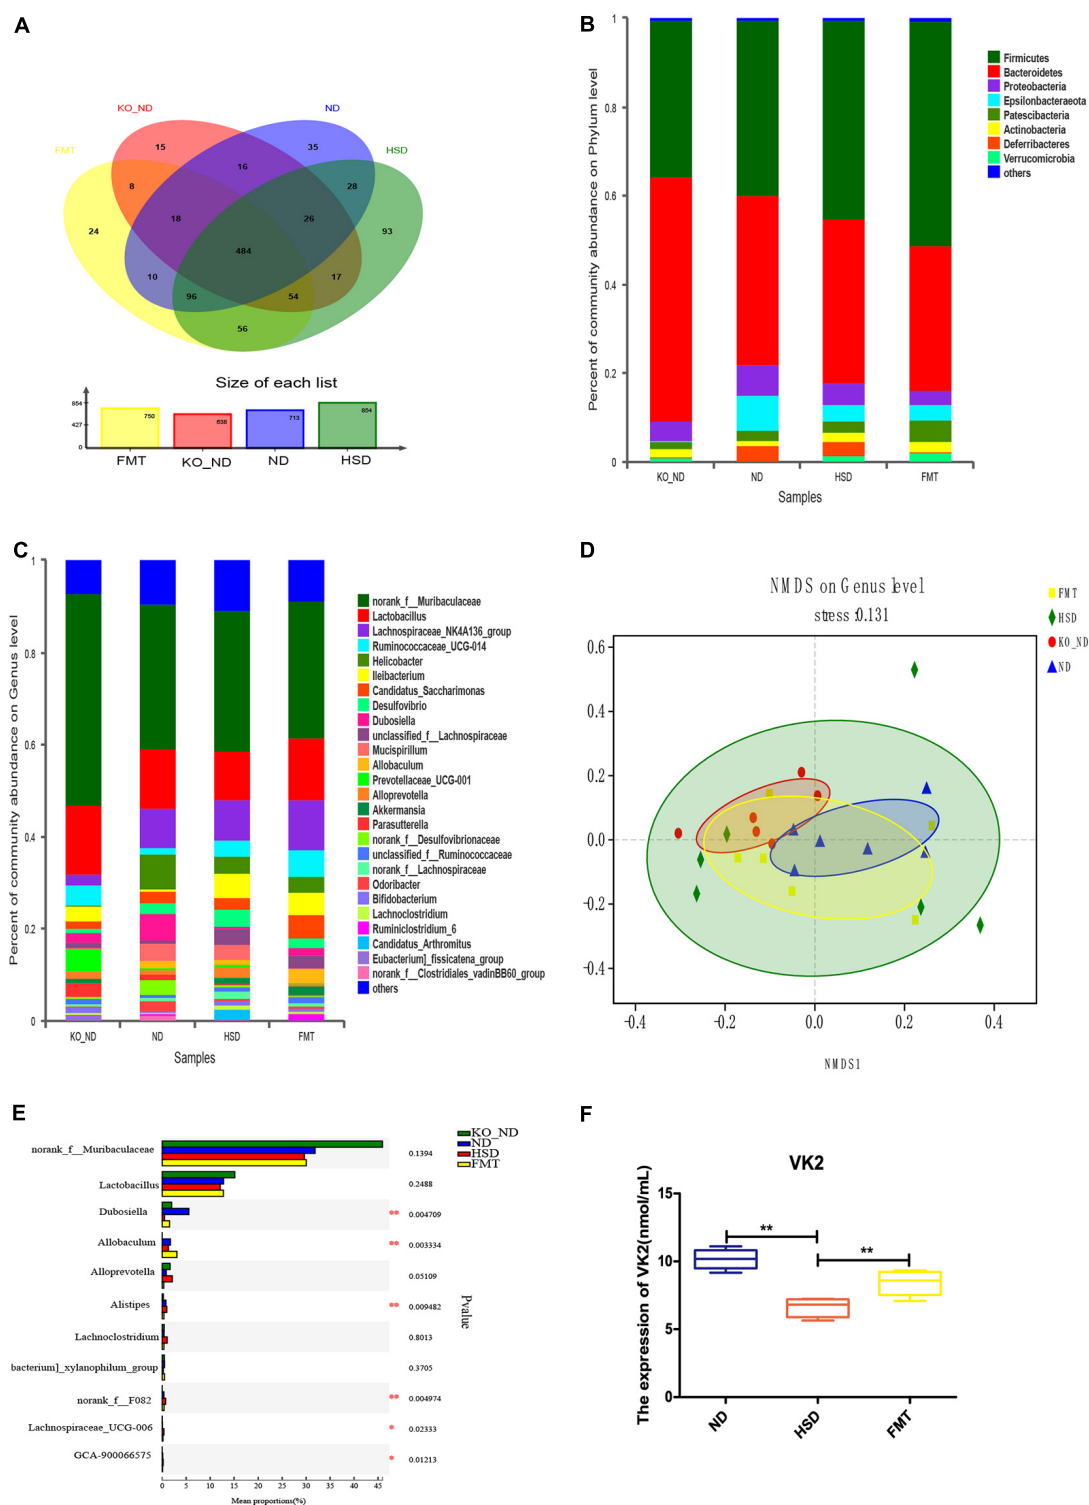 A
KO_ND
ND
FMT
HSD
15
35
8
16
28
24
18
26
93
484
10
17
96
54
56
Size of each list
854
427
0
750
638
713
854
FMT
KO_ND
ND
HSD
B
Percent of community abundance on Phylum level
1
0.8
0.6
0.4
0.2
0
KO_ND
ND
HSD
FMT
Samples
Firmicutes
Bacteroidetes
Proteobacteria
Epsilonbacteraeota
Patescibacteria
Actinobacteria
Deferribacteres
Verrucomicrobia
others
C
Percent of community abundance on Genus level
1
0.8
0.6
0.4
0.2
0
KO_ND
ND
HSD
FMT
Samples
norank_f__Muribaculaceae
Lactobacillus
Lachnospiraceae_NK4A136_group
Ruminococcaceae_UCG-014
Helicobacter
Ileibacterium
Candidatus_Saccharimonas
Desulfovibrio
Dubosiella
unclassified_f__Lachnospiraceae
Mucispirillum
Allobaculum
Prevotellaceae_UCG-001
Alloprevotella
Akkermansia
Parasutterella
norank_f__Desulfovibrionaceae
unclassified_f__Ruminococcaceae
norank_f__Lachnospiraceae
Odoribacter
Bifidobacterium
Lachnoclostridium
Ruminiclostridium_6
Candidatus_Arthromitus
Eubacterium]_fissicatena_group
norank_f__Clostridiales_vadinBB60_group
others
D
NMDS on Genus level
stress:0.131
FMT
HSD
KO_ND
ND
0.6
0.4
0.2
0.0
-0.2
-0.4
-0.4
-0.2
0.0
0.2
0.4
NMDS1
E
KO_ND
ND
HSD
FMT
norank_f__Muribaculaceae
0.1394
Lactobacillus
0.2488
Dubosiella
** 0.004709
Allobaculum
** 0.003334
Alloprevotella
0.05109
Alistipes
** 0.009482
Lachnoclostridium
0.8013
bacterium]_xylanophilum_group
0.3705
norank_f__F082
** 0.004974
Lachnospiraceae_UCG-006
* 0.02333
GCA-900066575
* 0.01213
Pvalue
0
5
10
15
20
25
30
35
40
45
Mean proportions(%)
F
VK2
The expression of VK2(nmol/mL)
15
10
5
0
**
**
ND
HSD
FMT